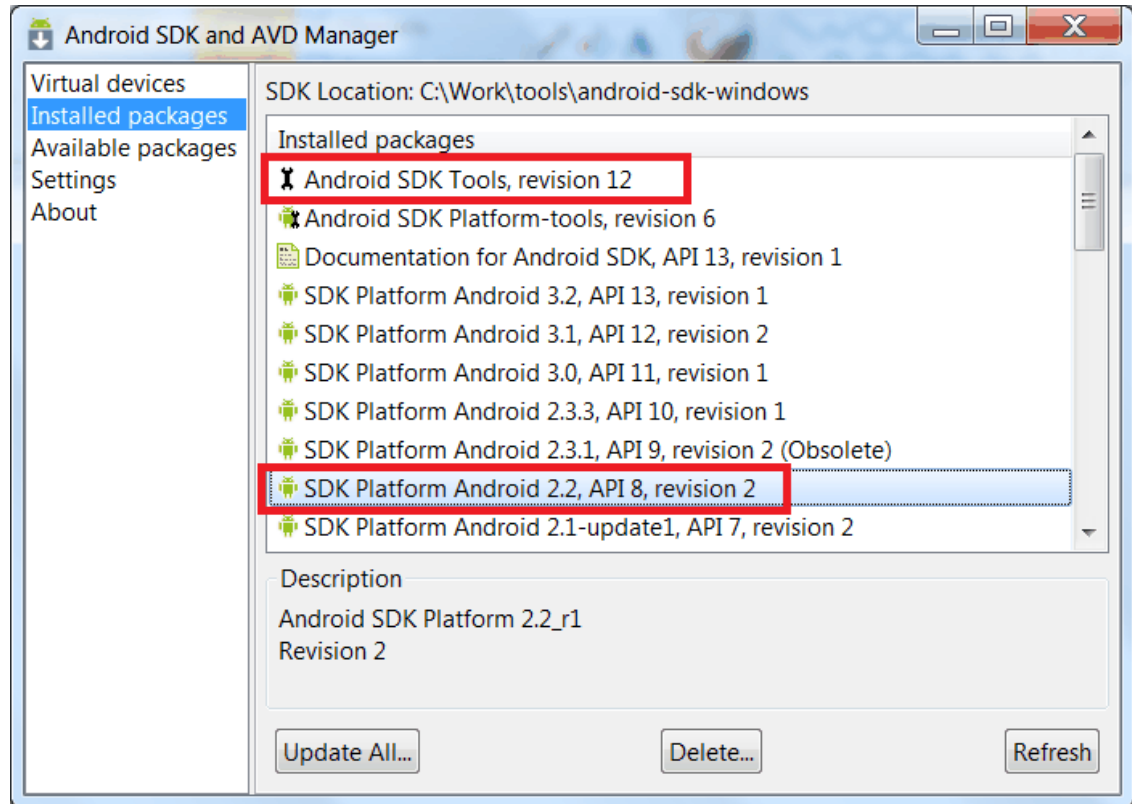 Android SDK and AVD Manager
Virtual devices
Installed packages
Available packages
Settings
About
SDK Location: C:\Work\tools\android-sdk-windows
Installed packages
Android SDK Tools, revision 12
Android SDK Platform-tools, revision 6
Documentation for Android SDK, API 13, revision 1
SDK Platform Android 3.2, API 13, revision 1
SDK Platform Android 3.1, API 12, revision 2
SDK Platform Android 3.0, API 11, revision 1
SDK Platform Android 2.3.3, API 10, revision 1
SDK Platform Android 2.3.1, API 9, revision 2 (Obsolete)
SDK Platform Android 2.2, API 8, revision 2
SDK Platform Android 2.1-update1, API 7, revision 2
Description
Android SDK Platform 2.2_r1
Revision 2
Update All...
Delete...
Refresh